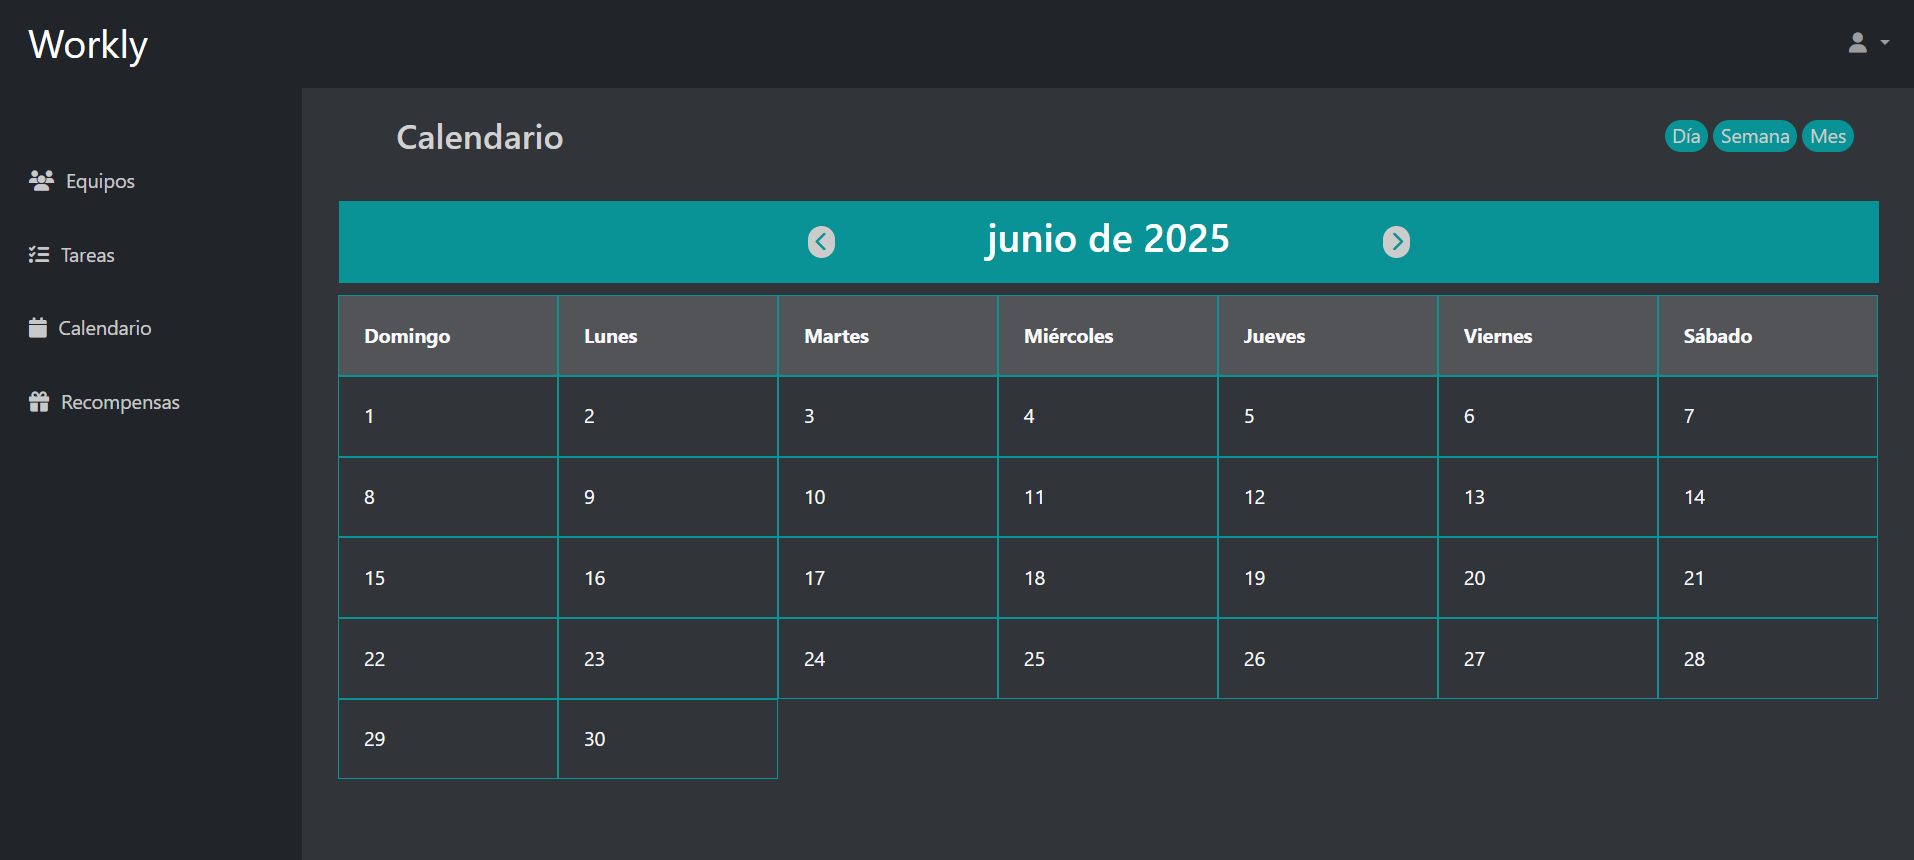 Workly
Equipos
Tareas
Calendario
Recompensas
Calendario
Día Semana Mes
junio de 2025
Domingo Lunes Martes Miércoles Jueves Viernes Sábado
1 2 3 4 5 6 7
8 9 10 11 12 13 14
15 16 17 18 19 20 21
22 23 24 25 26 27 28
29 30